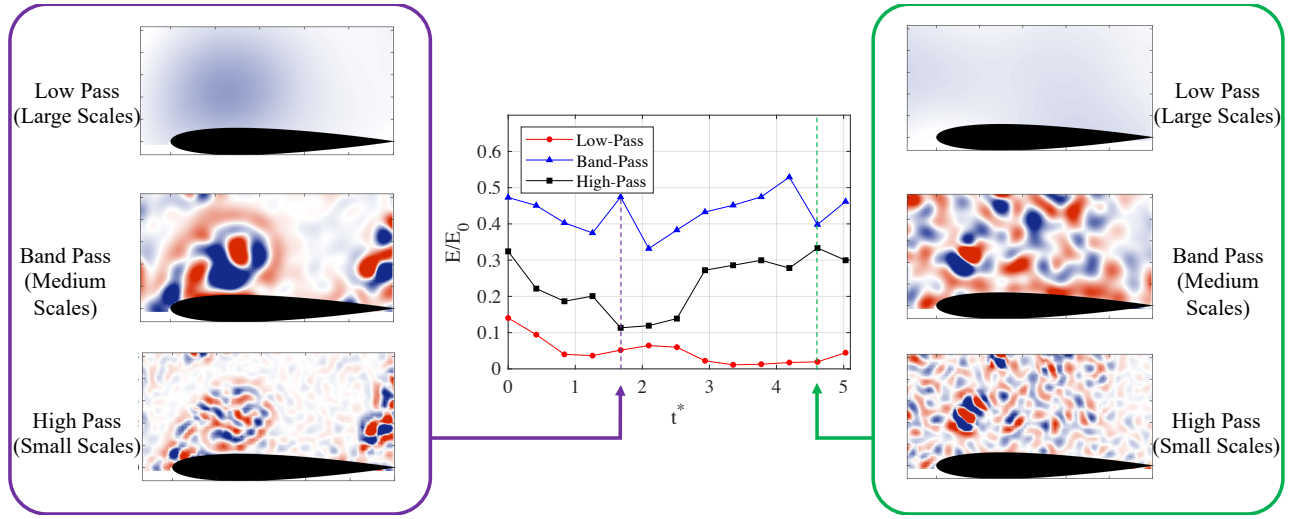 Low Pass
(Large Scales)
Band Pass
(Medium
Scales)
High Pass
(Small Scales)
Low-Pass
Band-Pass
High-Pass
E/E0
0.6
0.5
0.4
0.3
0.2
0.1
0
0
1
2
3
4
5
t*
Low Pass
(Large Scales)
Band Pass
(Medium
Scales)
High Pass
(Small Scales)